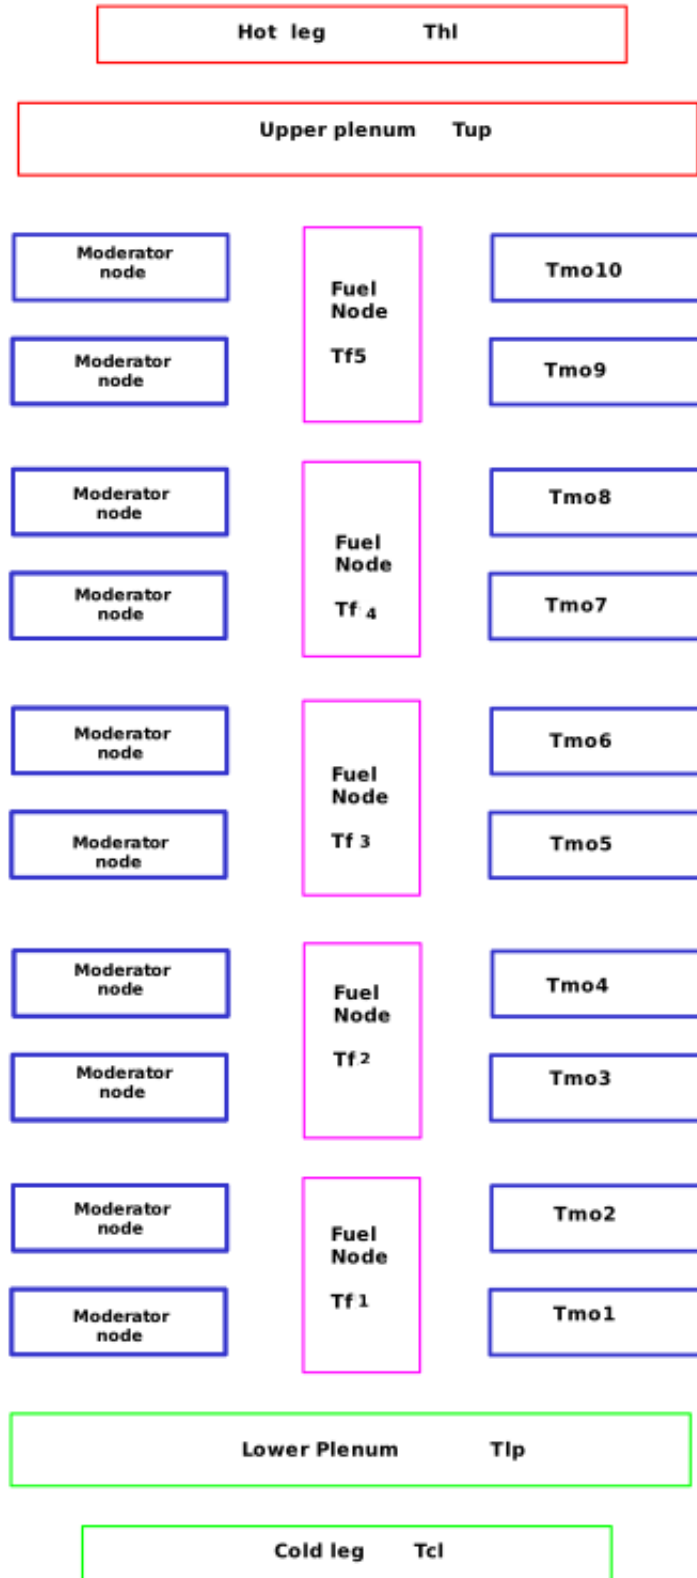 Hot leg Thl
Upper plenum Tup
Moderator
node
Fuel
Node
Tf5
Tmo10
Moderator
node
Tmo9
Moderator
node
Fuel
Node
Tf 4
Tmo8
Moderator
node
Tmo7
Moderator
node
Fuel
Node
Tf 3
Tmo6
Moderator
node
Tmo5
Moderator
node
Fuel
Node
Tf 2
Tmo4
Moderator
node
Tmo3
Moderator
node
Fuel
Node
Tf 1
Tmo2
Moderator
node
Tmo1
Lower Plenum Tlp
Cold leg Tcl